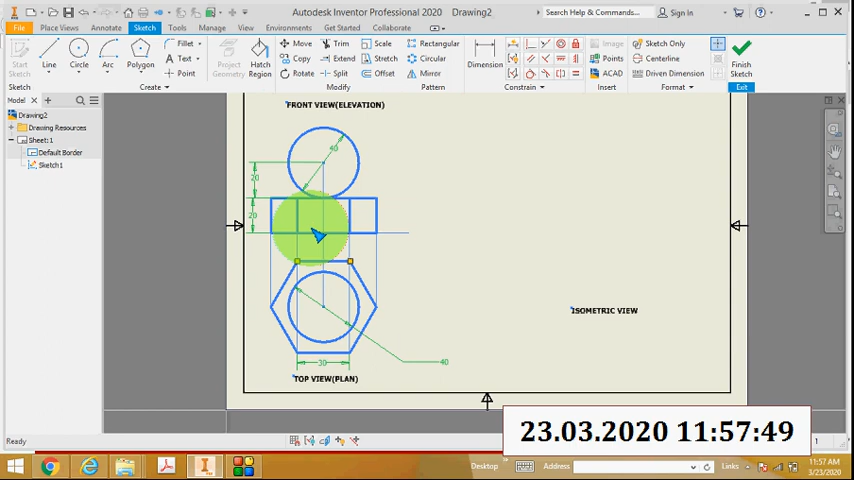 Autodesk Inventor Professional 2020 Drawing2
Search Help & Commands...
Sign In
File Place Views Annotate Sketch Tools Manage View Environments Get Started Collaborate
Start Sketch
Line Circle Arc Polygon
Fillet
Text
Point
Project Geometry
Hatch Region
Move Trim Scale
Copy Extend Stretch
Rotate Split Offset
Rectangular
Circular
Mirror
Dimension
Image
Points
ACAD
Sketch Only
Centerline
Driven Dimension
Finish Sketch
Sketch Create Modify Pattern Constrain Insert Format Exit
Model
Drawing2
Drawing Resources
Sheet:1
Default Border
Sketch1
FRONT VIEW(ELEVATION)
40
20
20
ISOMETRIC VIEW
30
40
TOP VIEW(PLAN)
23.03.2020 11:57:49
Ready
1
Desktop
Address
Links
11:57 AM
3/23/2020